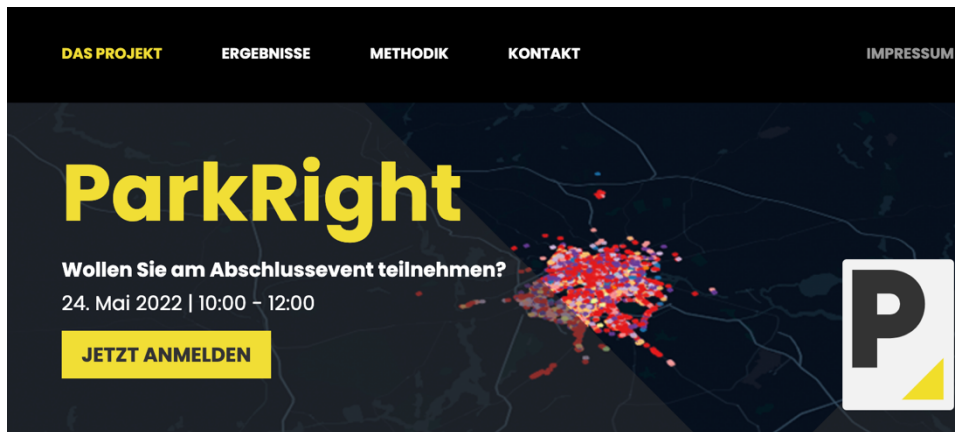 DAS PROJEKT ERGEBNISSE METHODIK KONTAKT IMPRESSUM
ParkRight
Wollen Sie am Abschlussevent teilnehmen?
24. Mai 2022 | 10:00 - 12:00
JETZT ANMELDEN
P